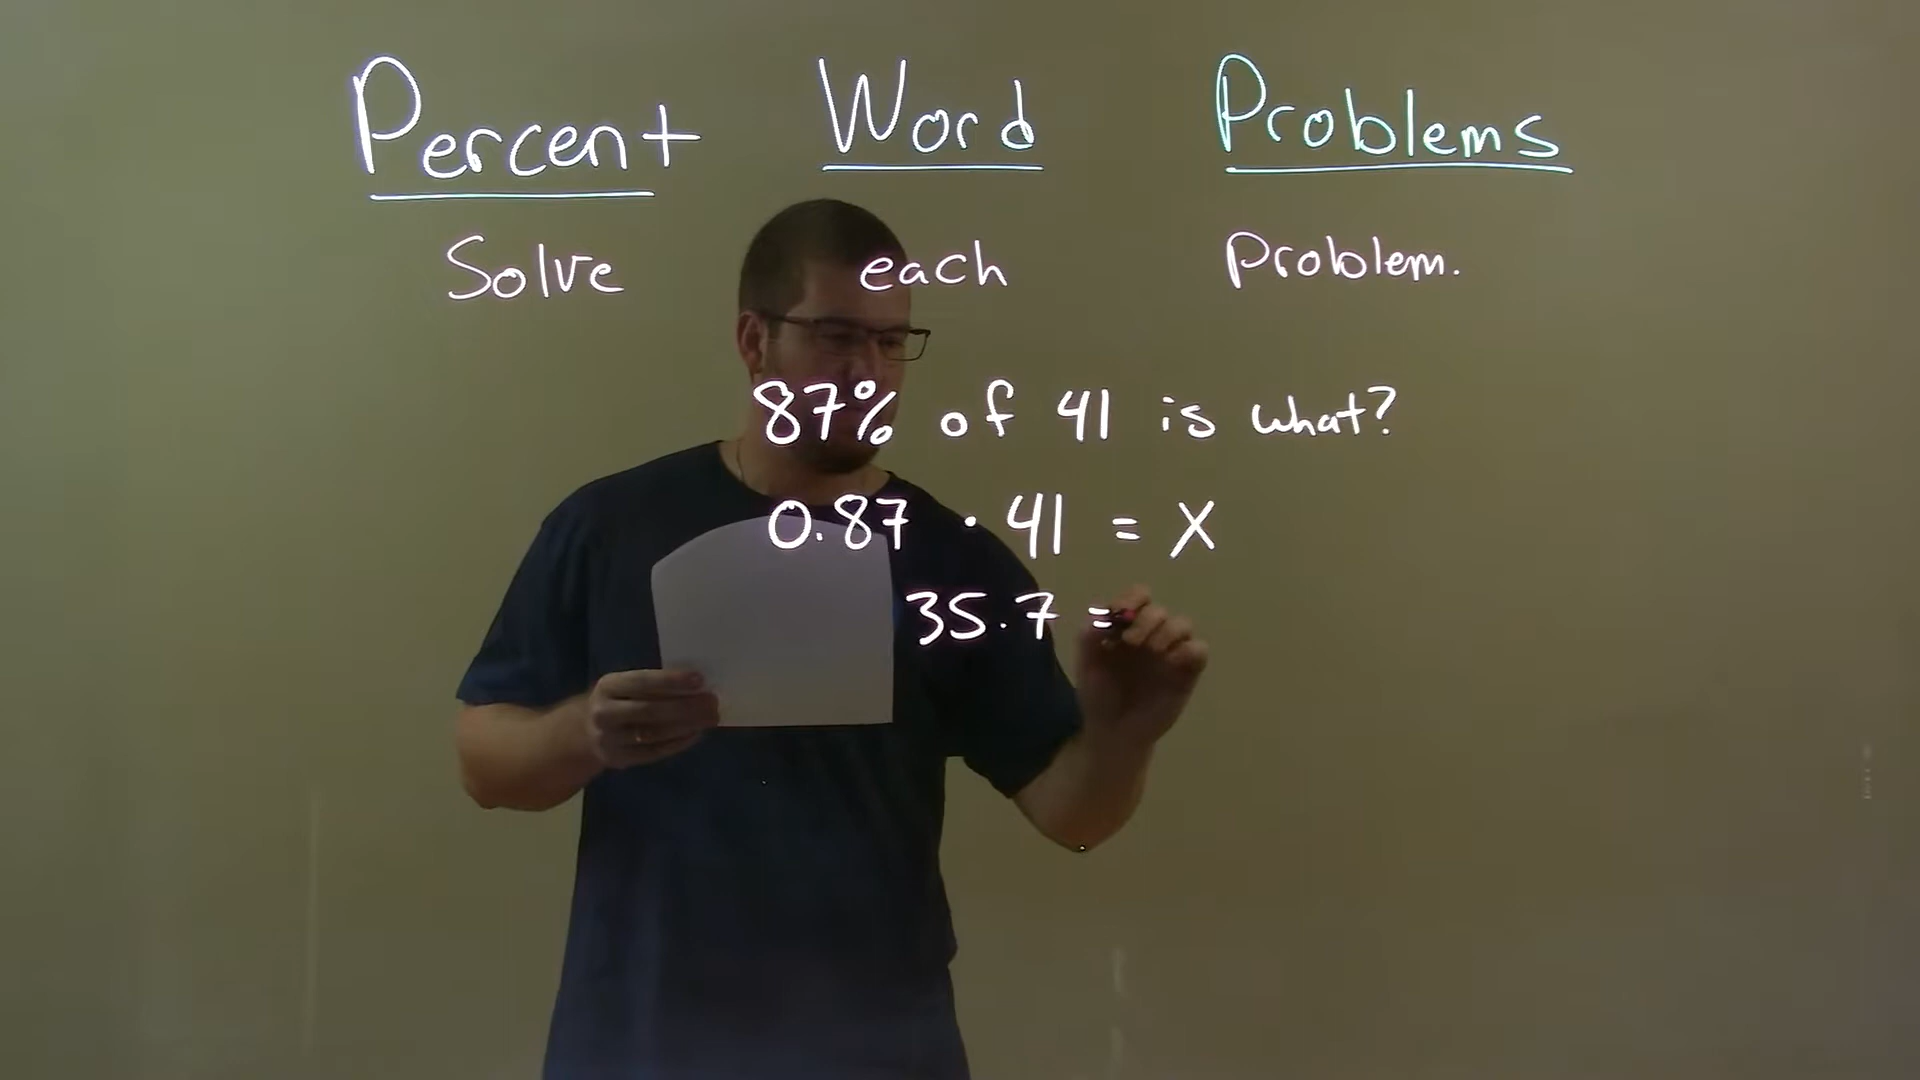 Percent Word Problems
Solve each problem.
87% of 41 is what?
0.87 · 41 = X
35.7 =